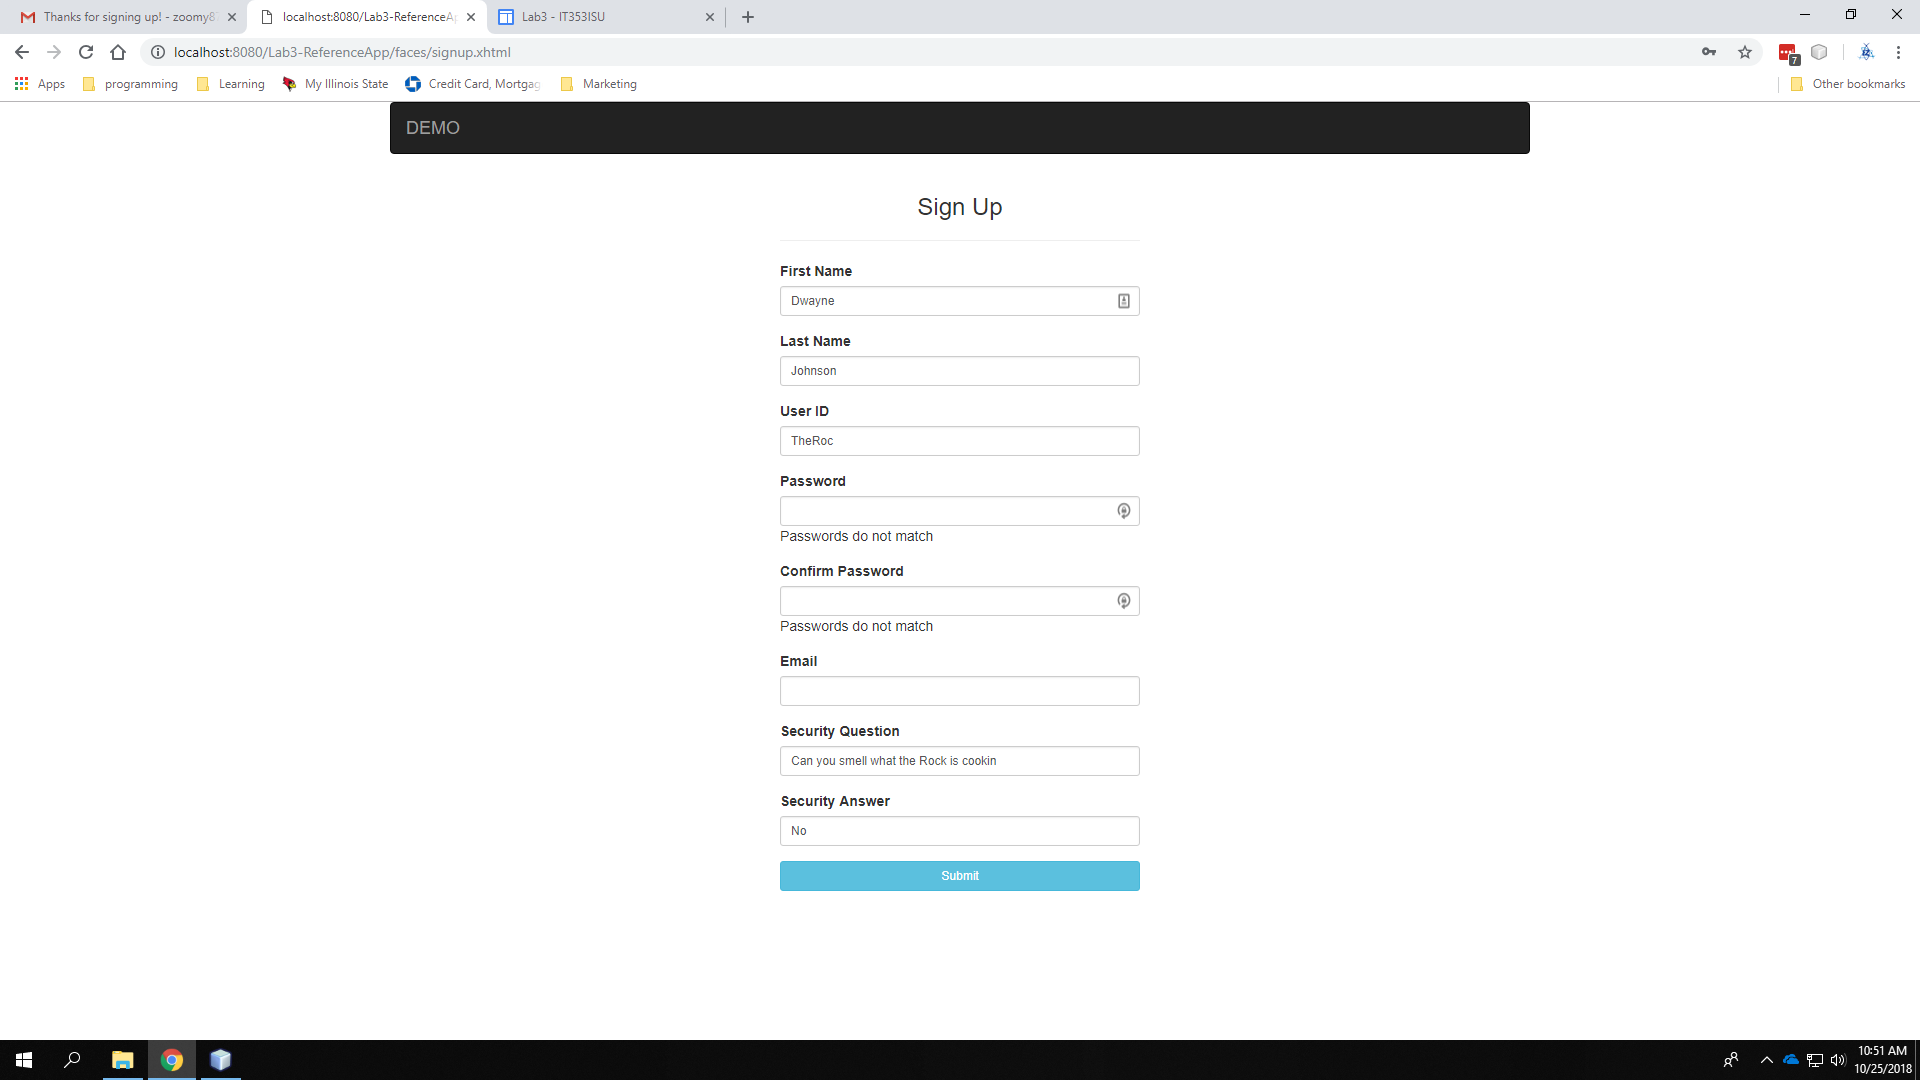 Thanks for signing up! - zoomy8
localhost:8080/Lab3-ReferenceAp
Lab3 - IT353ISU
localhost:8080/Lab3-ReferenceApp/faces/signup.xhtml
7
Apps
programming
Learning
My Illinois State
Credit Card, Mortgag
Marketing
Other bookmarks
DEMO
Sign Up
First Name
Dwayne
Last Name
Johnson
User ID
TheRoc
Password
Passwords do not match
Confirm Password
Passwords do not match
Email
Security Question
Can you smell what the Rock is cookin
Security Answer
No
Submit
10:51 AM
10/25/2018